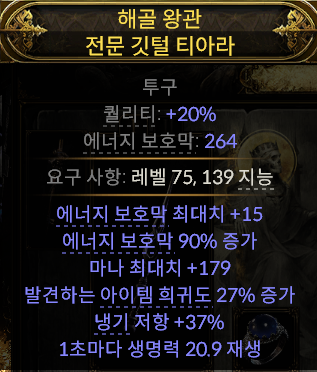 해골 왕관
전문 깃털 티아라
투구
퀄리티: +20%
에너지 보호막: 264
요구 사항: 레벨 75, 139 지능
에너지 보호막 최대치 +15
에너지 보호막 90% 증가
마나 최대치 +179
발견하는 아이템 희귀도 27% 증가
냉기 저항 +37%
1초마다 생명력 20.9 재생